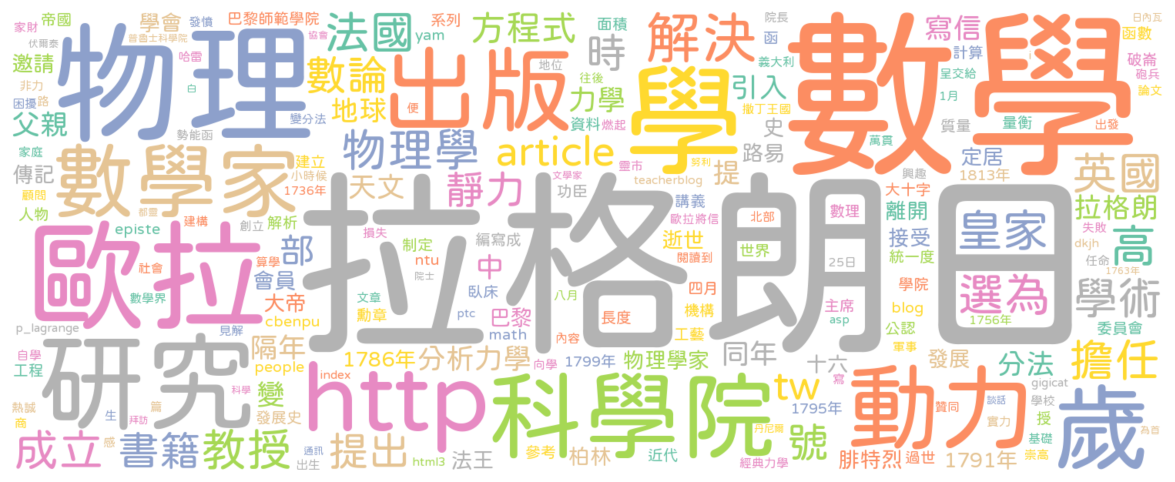 家財 帝國 學會 發憤 巴黎師範學院 系列 yam 方程式 面積 院長 函 寫信 計算 日內瓦
伏爾泰 普魯士科學院 協會 法國 時 義大利 函數
邀請 哈雷 數論 出版 地位 解決 數學 破崙
非力 物理 往後 引入 呈交給 砲兵
困擾 路 白 地球 便 力學 撒丁王國 1月 論文
父親 勢能函 變分法 資料 燃起 學 史 質量 量衡 出發
家庭 建立 物理學 article 靈市 路易 萬貫 定居 1813年 英國
傳記 數學家 小時候 天文 靜力 努利 提 興趣
顧問 1736年 文學家 teacherblog 功臣 大十字 拉格朗
人物 都靈 建構 創立 解析 拉格朗日 講義 北部 數理 離開 皇家 失敗
episte 損失 制定 編寫成 歐拉將信 逝世 世界 接受 高
歐拉 部 算學 ntu 院士 閱讀到 25日 統一度 dkjh 任命
社會 會員 中 八月 四月 學院 1763年
數學界 大帝 文章 臥床 機構 主席 blog 選為 學術
p_lagrange 見解 cbenpu 勳章 ptc 巴黎 長度 asp 1756年 委員會
研究 隔年 math 內容 工藝 公認 軍事
自學 1786年 分析力學 向學 1799年 物理學家 同年 十六 發展 分法 擔任
工程 people index 科學院 寫 贊同 gigicat
熱誠 科學 變 http tw 1795年 動力 談話 學校
商 生 篇 發展史 實力 授 歲
成立 感 拜訪 書籍 教授 通訊 提出 參考 柏林 丹尼爾 號 基礎 為首
出生 html3 法王 近代 經典力學 腓特烈 過世 1791年 崇高